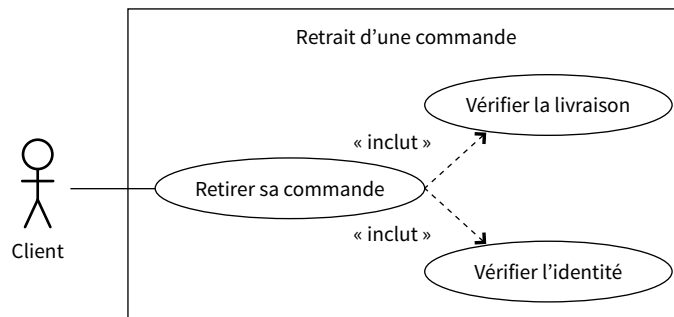 Retrait d’une commande
Vérifier la livraison
« inclut »
Retirer sa commande
« inclut »
Client
Vérifier l’identité